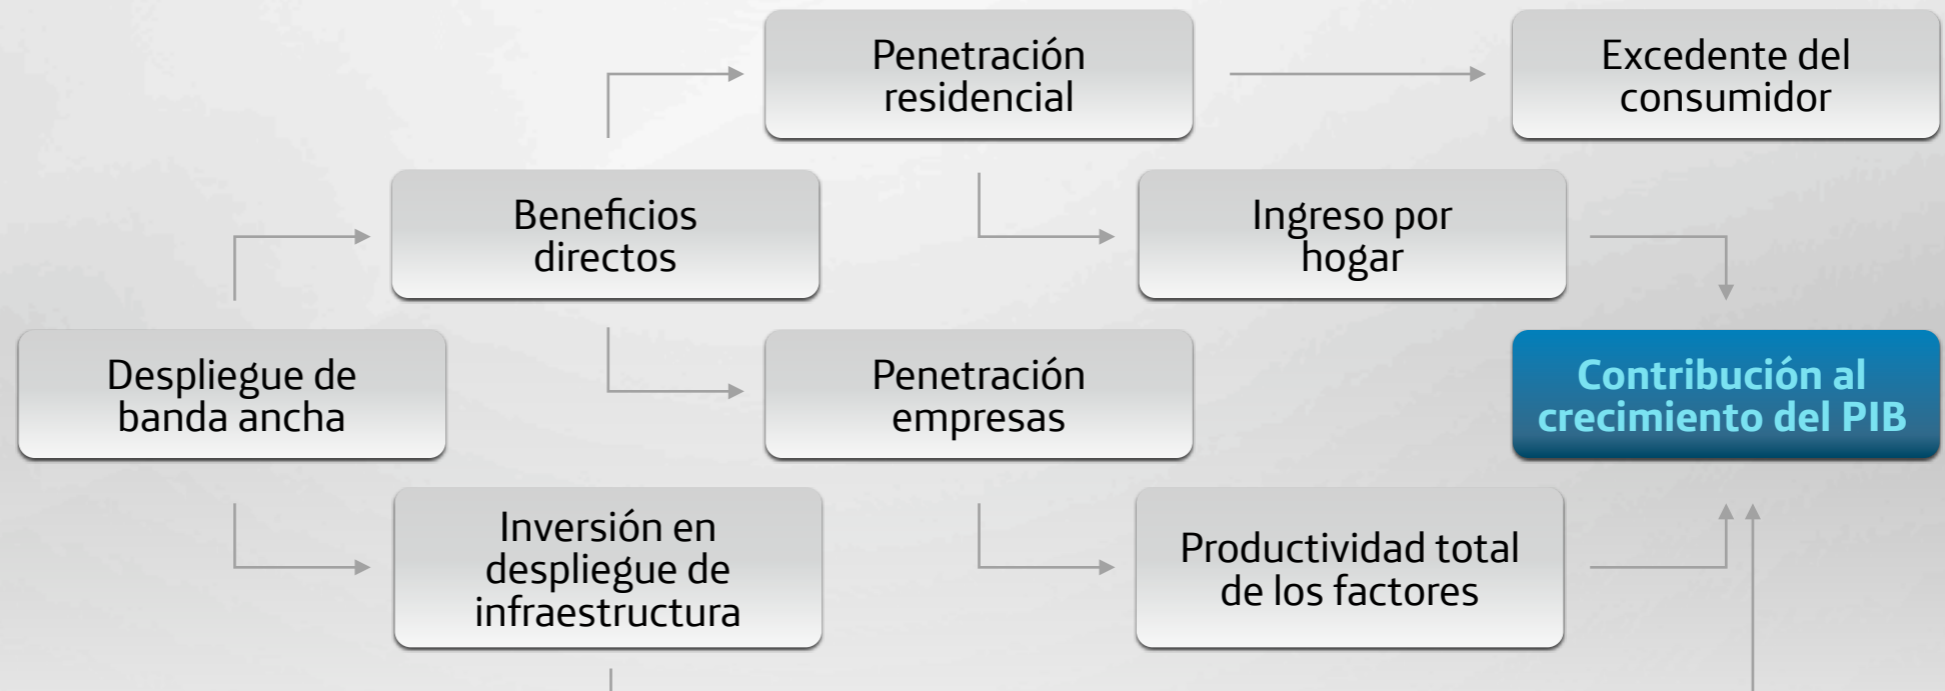 Penetración
residencial
Excedente del
consumidor
Beneficios
directos
Ingreso por
hogar
Despliegue de
banda ancha
Penetración
empresas
Contribución al
crecimiento del PIB
Inversión en
despliegue de
infraestructura
Productividad total
de los factores